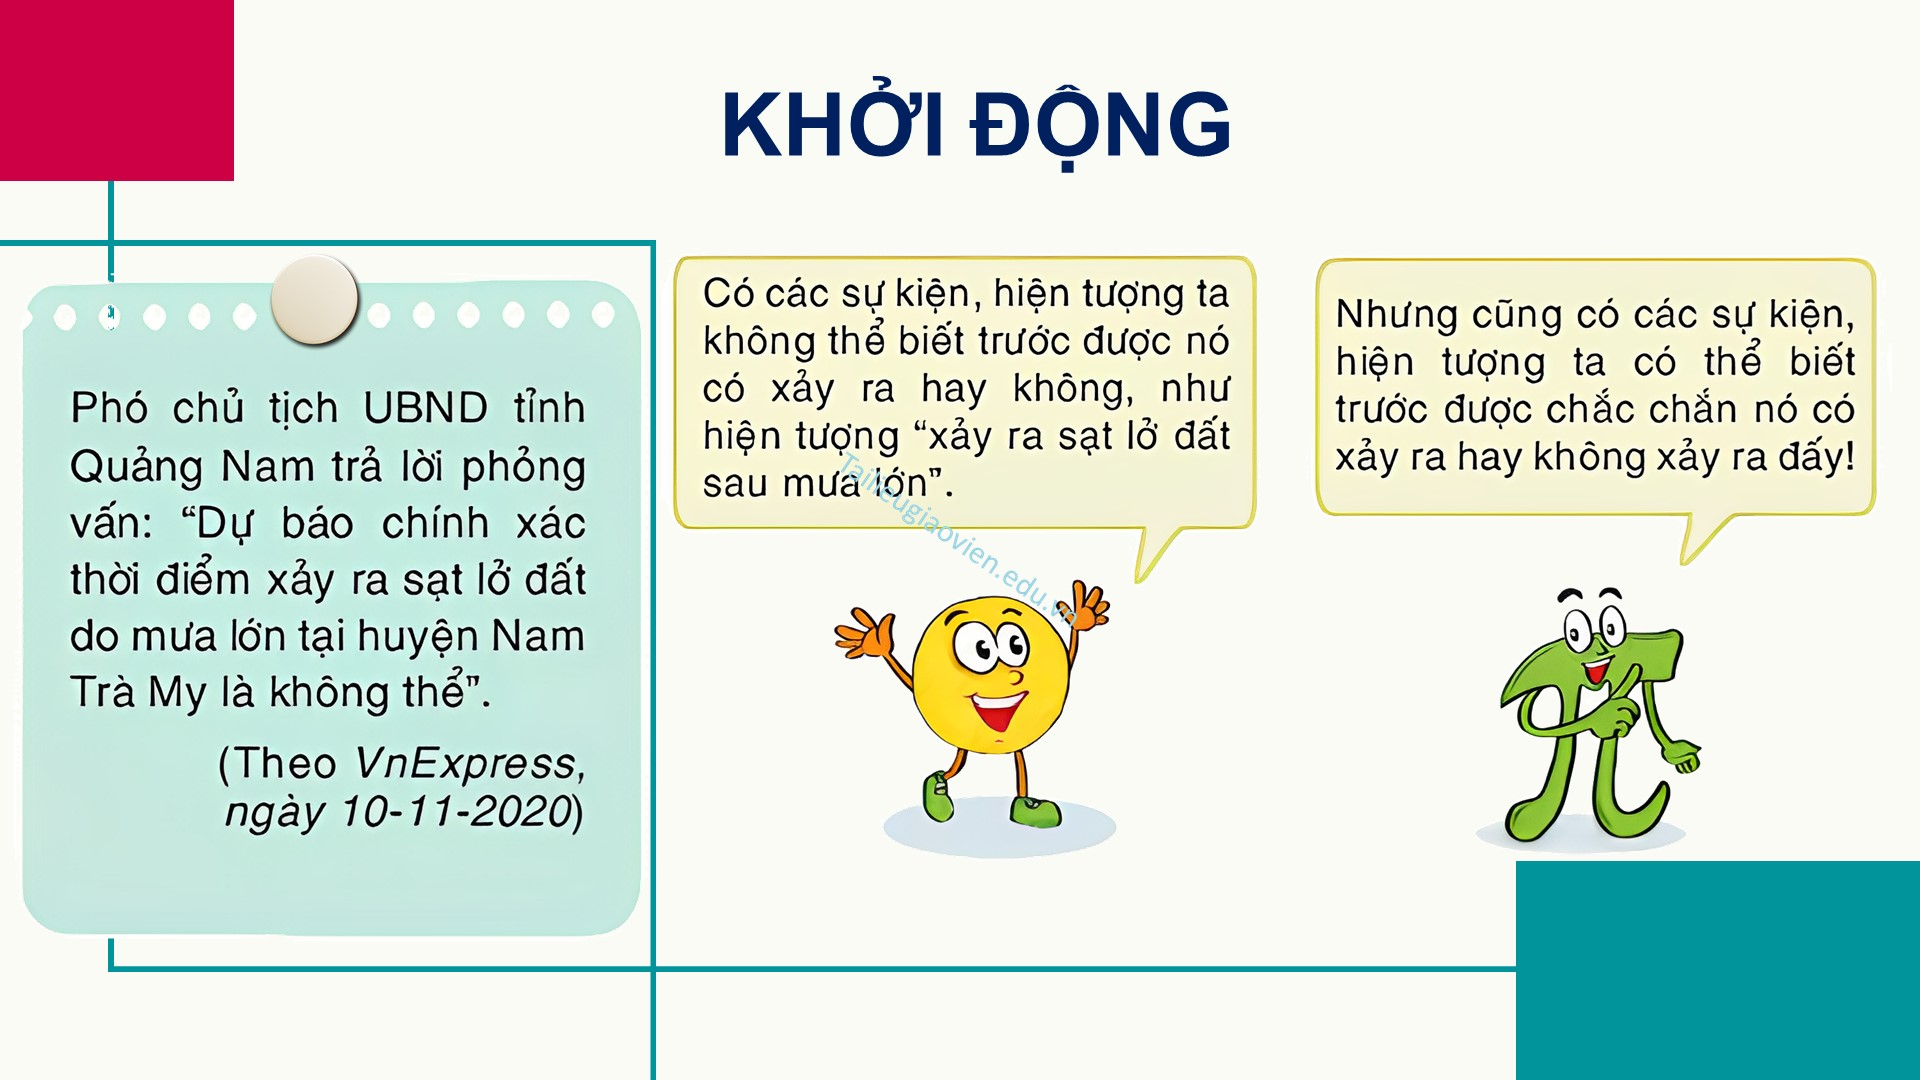 KHỞI ĐỘNG
Phó chủ tịch UBND tỉnh
Quảng Nam trả lời phỏng
vấn: “Dự báo chính xác
thời điểm xảy ra sạt lở đất
do mưa lớn tại huyện Nam
Trà My là không thể”.
(Theo VnExpress,
ngày 10-11-2020)
Có các sự kiện, hiện tượng ta
không thể biết trước được nó
có xảy ra hay không, như
hiện tượng “xảy ra sạt lở đất
sau mưa lớn”.
Nhưng cũng có các sự kiện,
hiện tượng ta có thể biết
trước được chắc chắn nó có
xảy ra hay không xảy ra đấy!
Tailieugiaovien.edu.vn